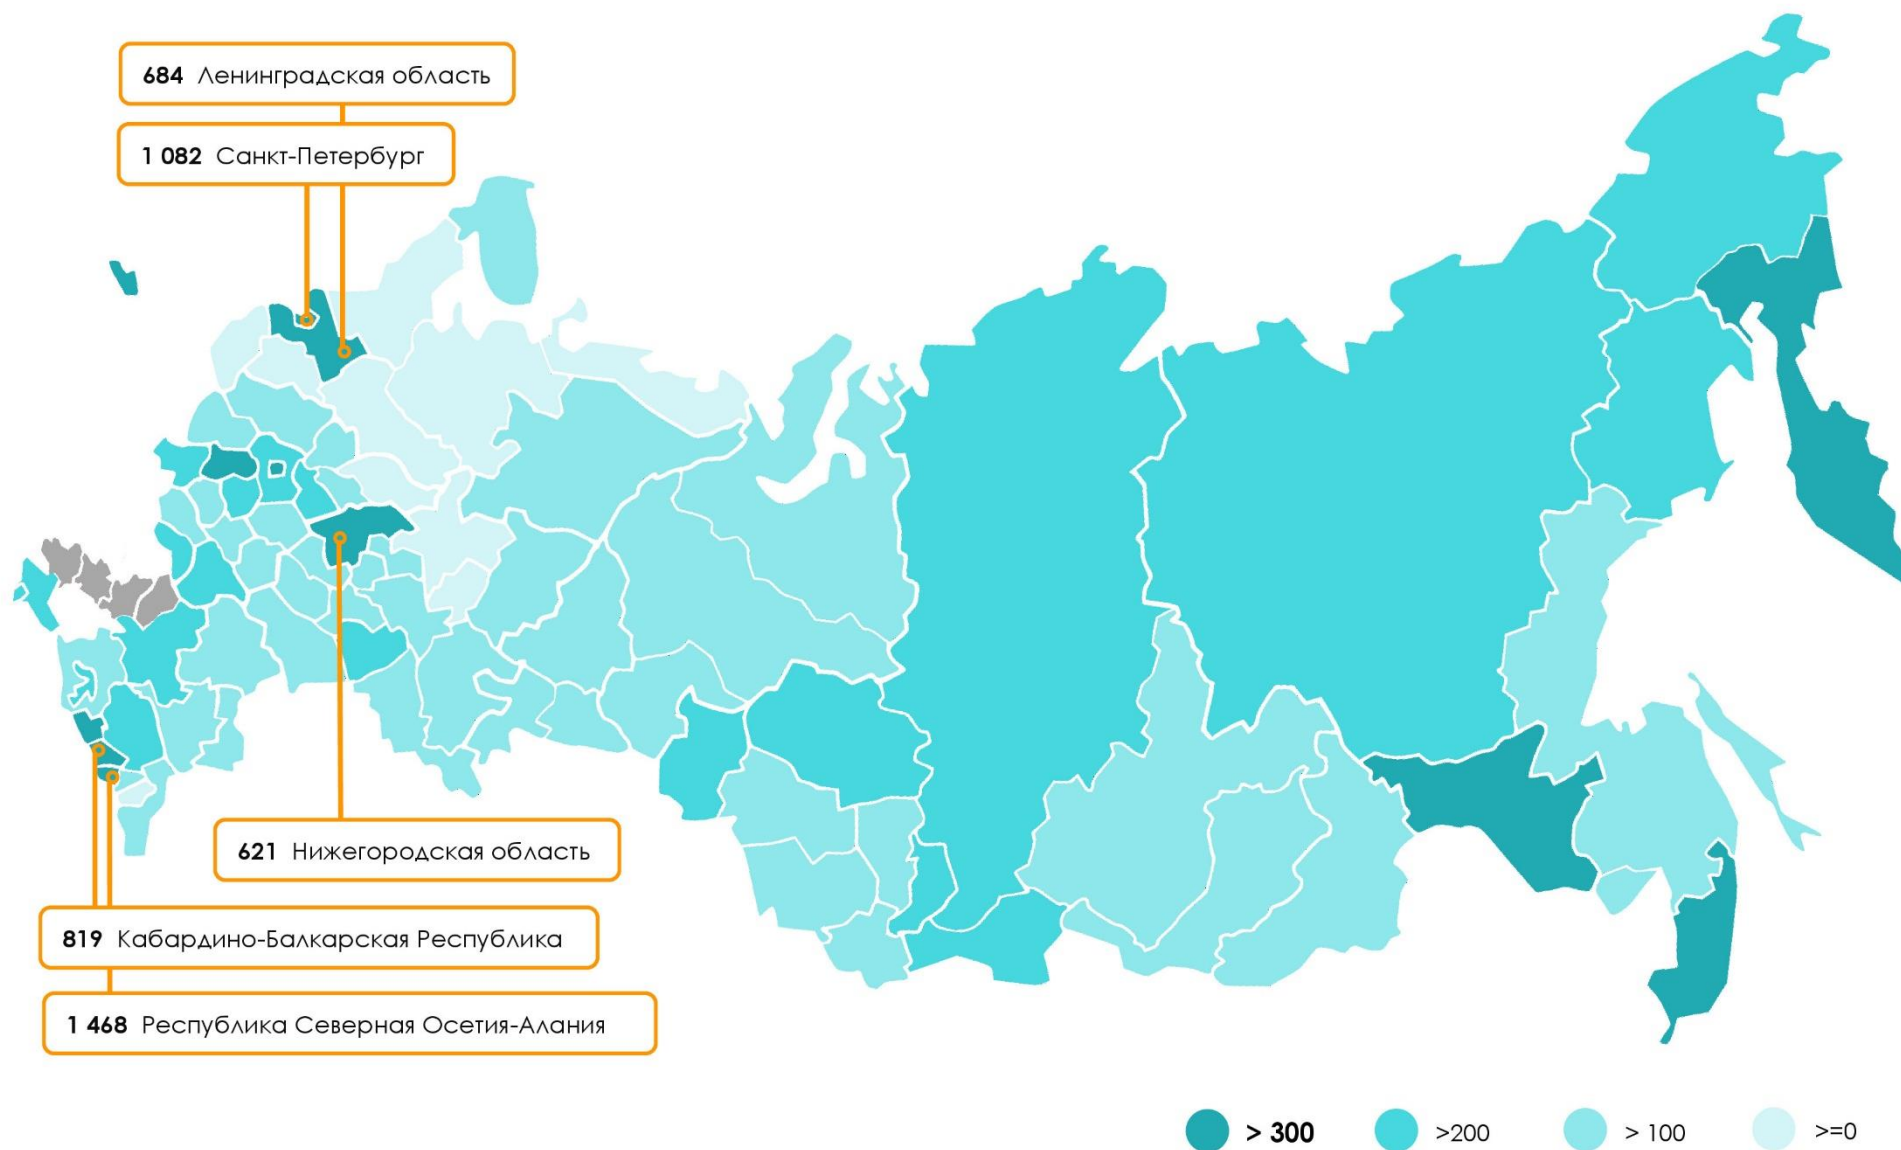 684 Ленинградская область
1 082 Санкт-Петербург
621 Нижегородская область
819 Кабардино-Балкарская Республика
1 468 Республика Северная Осетия-Алания
> 300 >200 > 100 >=0